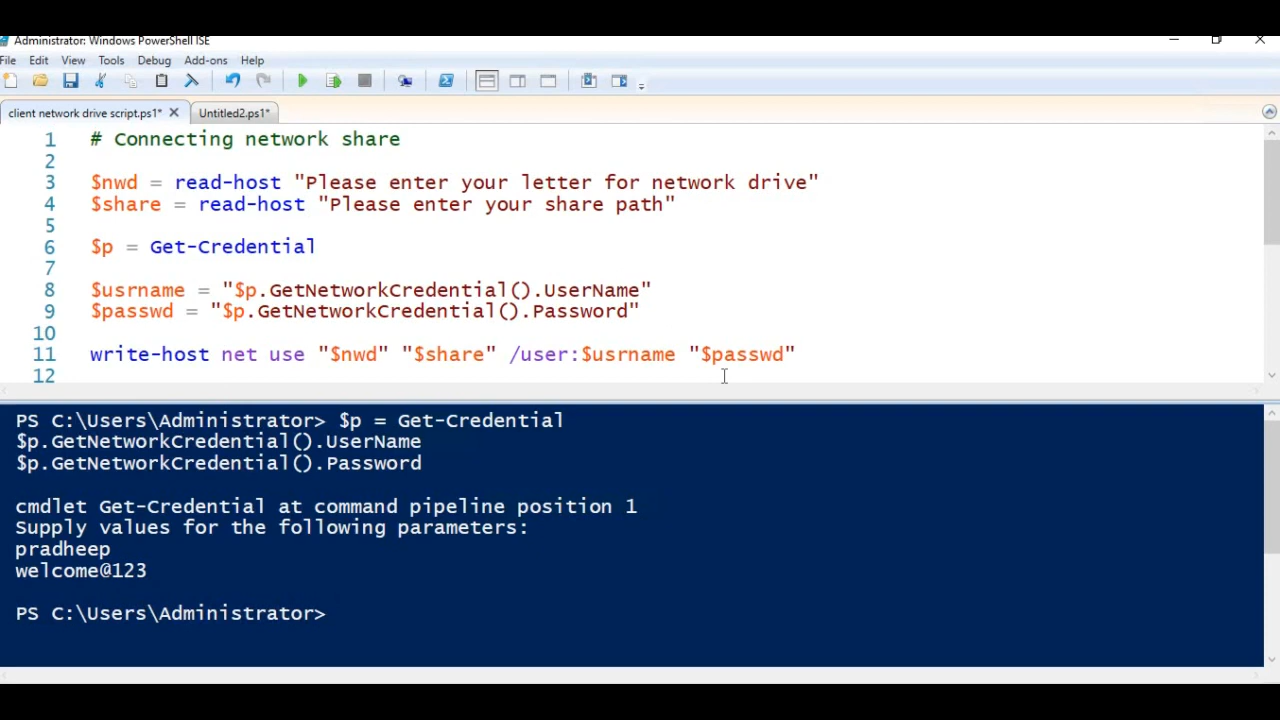 Administrator: Windows PowerShell ISE
File Edit View Tools Debug Add-ons Help
client network drive script.ps1* Untitled2.ps1*
1 # Connecting network share
2
3 $nwd = read-host "Please enter your letter for network drive"
4 $share = read-host "Please enter your share path"
5
6 $p = Get-Credential
7
8 $usrname = "$p.GetNetworkCredential().UserName"
9 $passwd = "$p.GetNetworkCredential().Password"
10
11 write-host net use "$nwd" "$share" /user:$usrname "$passwd"
12
PS C:\Users\Administrator> $p = Get-Credential
$p.GetNetworkCredential().UserName
$p.GetNetworkCredential().Password
cmdlet Get-Credential at command pipeline position 1
Supply values for the following parameters:
pradheep
welcome@123
PS C:\Users\Administrator>